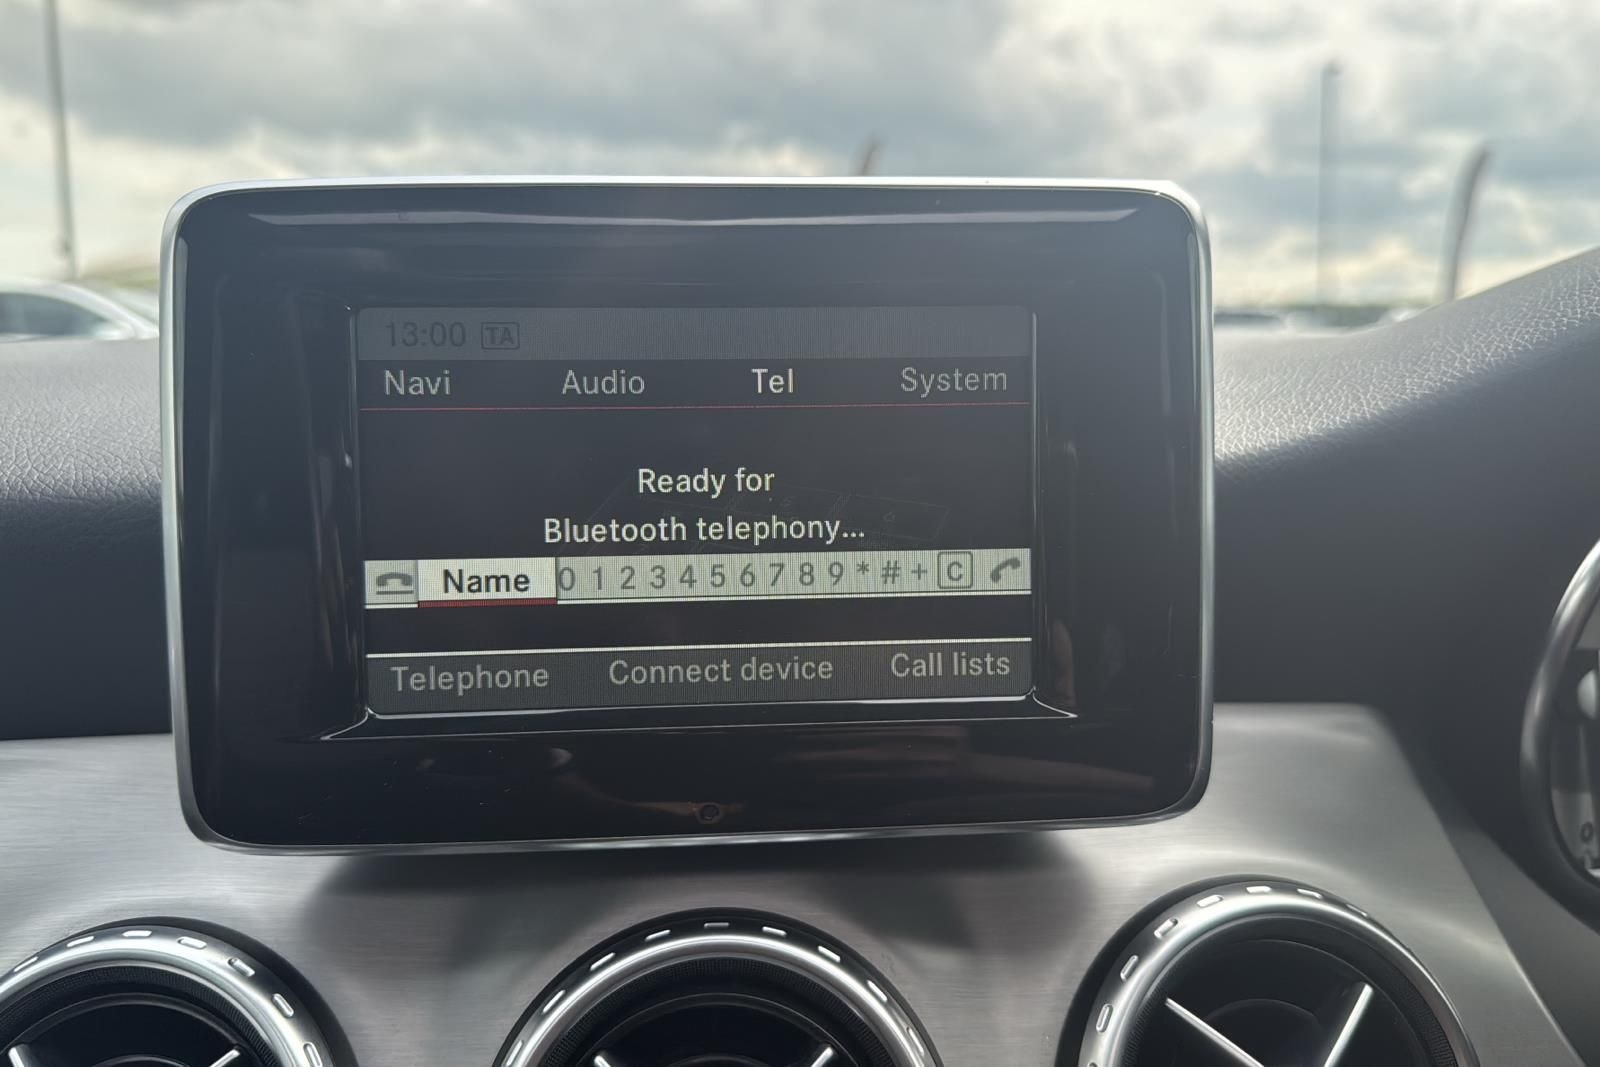 13:00 TA
Navi Audio Tel System
Ready for
Bluetooth telephony...
Name 0 1 2 3 4 5 6 7 8 9 * # + C
Telephone Connect device Call lists